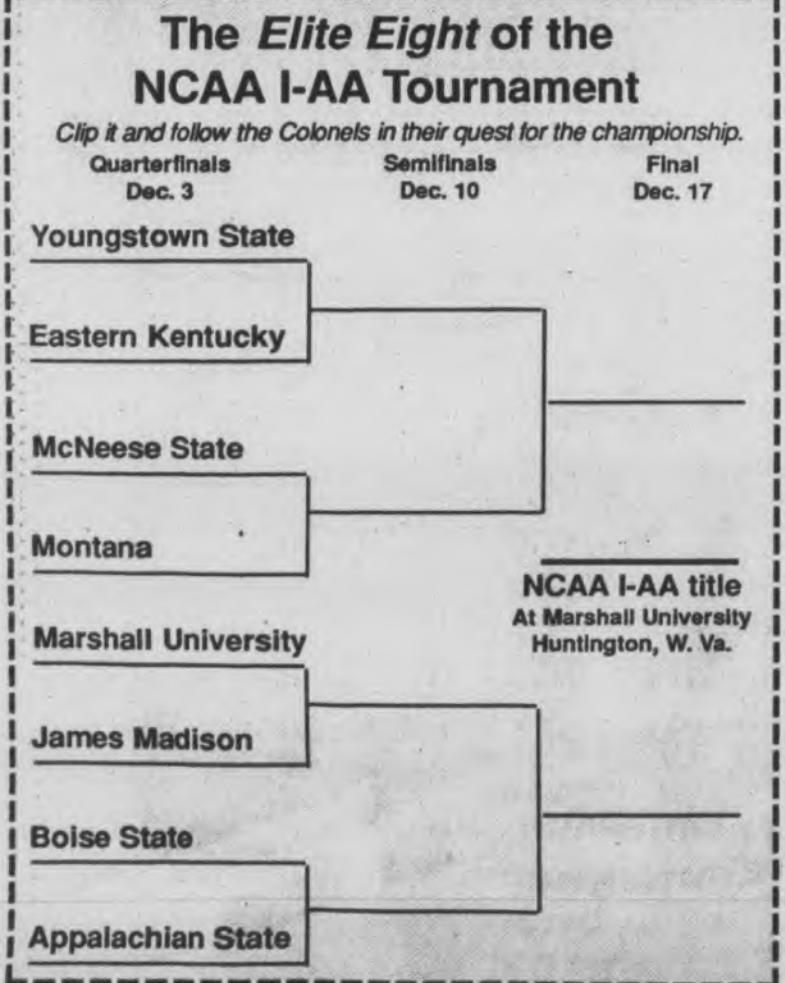 The Elite Eight of the
NCAA I-AA Tournament
Clip it and follow the Colonels in their quest for the championship.
Quarterfinals Semifinals Final
Dec. 3 Dec. 10 Dec. 17
Youngstown State
Eastern Kentucky
McNeese State
Montana
NCAA I-AA title
At Marshall University
Huntington, W. Va.
Marshall University
James Madison
Boise State
Appalachian State